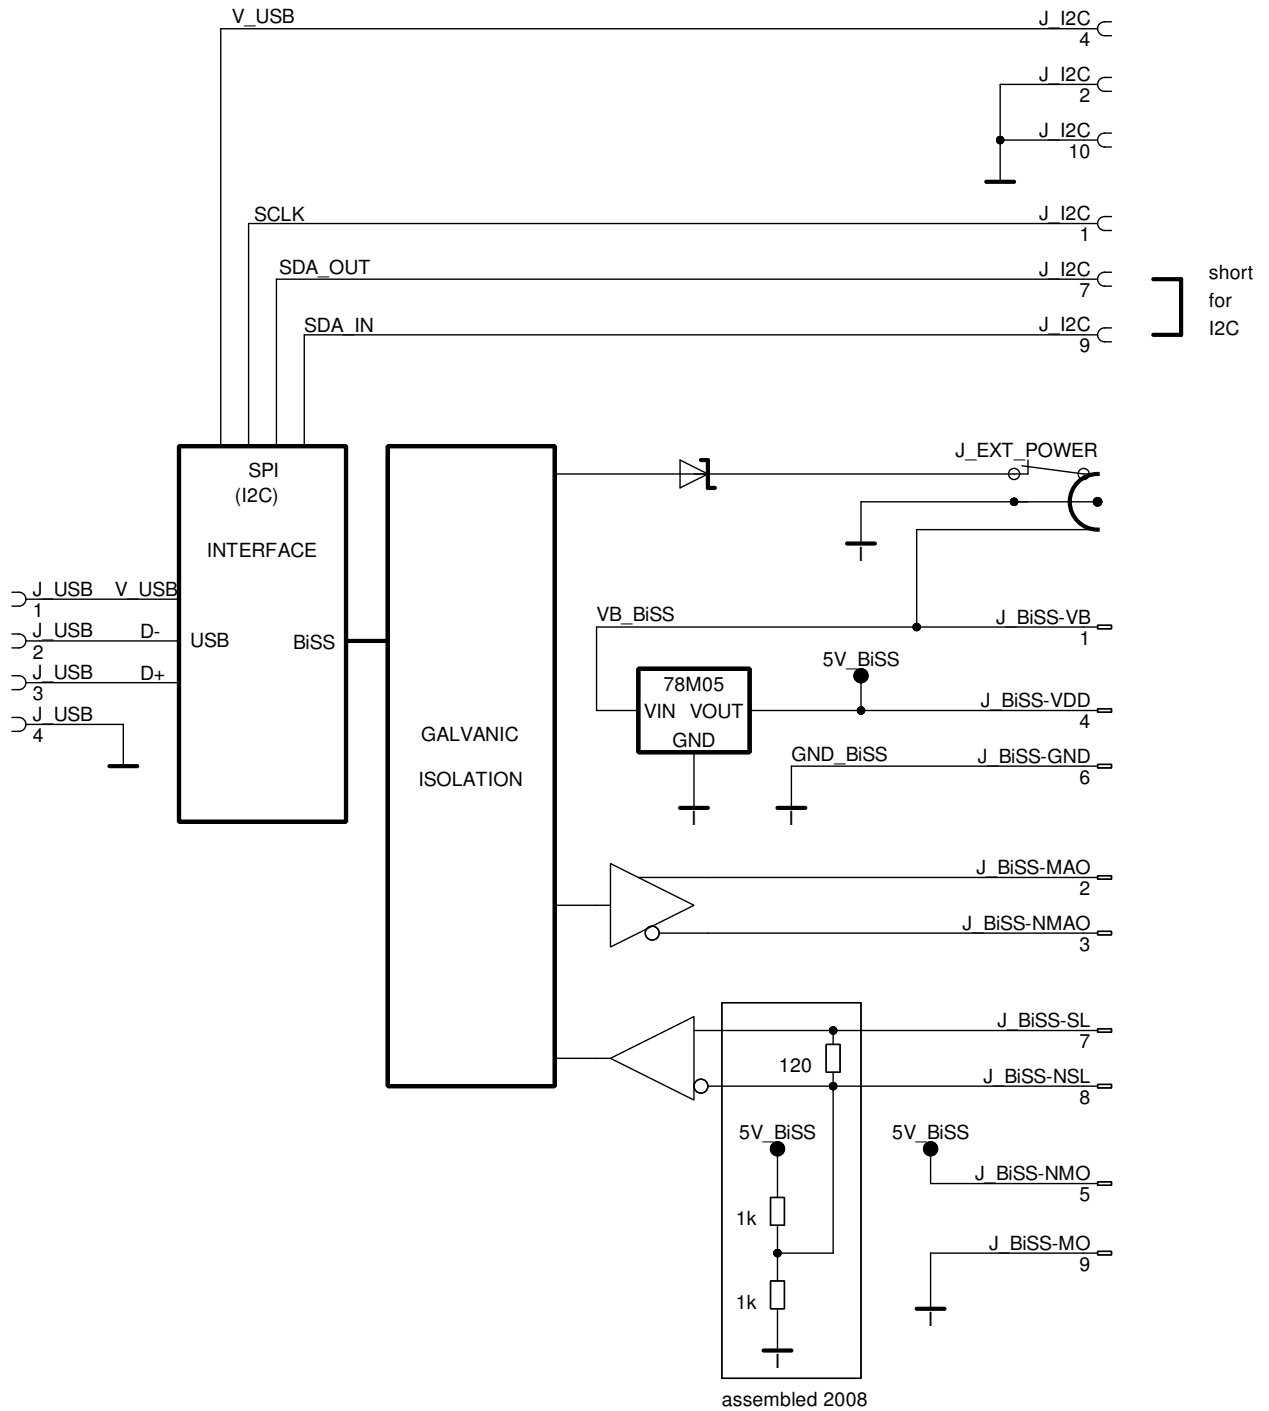 V_USB
J_I2C
4
J_I2C
2
J_I2C
10
SCLK
J_I2C
1
SDA_OUT
J_I2C
7
SDA_IN
J_I2C
9
short
for
I2C
SPI
(I2C)
INTERFACE
USB
BiSS
J_USB
1
V_USB
J_USB
2
D-
J_USB
3
D+
J_USB
4
GALVANIC
ISOLATION
J_EXT_POWER
VB_BiSS
J_BiSS-VB
1
5V_BiSS
78M05
VIN VOUT
GND
J_BiSS-VDD
4
GND_BiSS
J_BiSS-GND
6
J_BiSS-MAO
2
J_BiSS-NMAO
3
J_BiSS-SL
7
120
J_BiSS-NSL
8
5V_BiSS
5V_BiSS
J_BiSS-NMO
5
1k
J_BiSS-MO
9
1k
assembled 2008